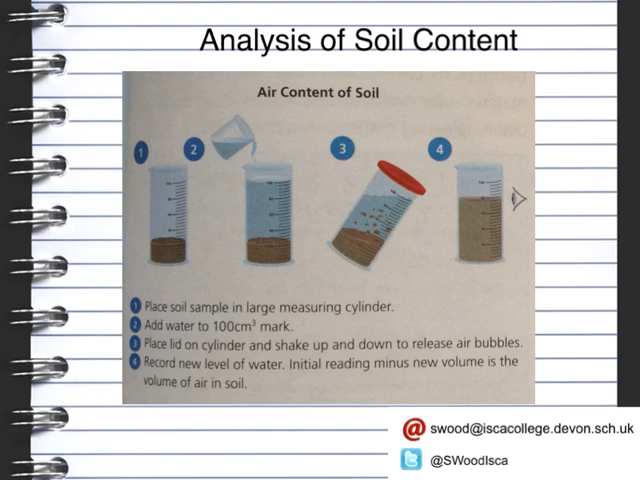 Analysis of Soil Content
Air Content of Soil
1 2 3 4
1 Place soil sample in large measuring cylinder.
2 Add water to 100cm³ mark.
3 Place lid on cylinder and shake up and down to release air bubbles.
4 Record new level of water. Initial reading minus new volume is the
volume of air in soil.
@ swood@iscacollege.devon.sch.uk
@SWoodIsca